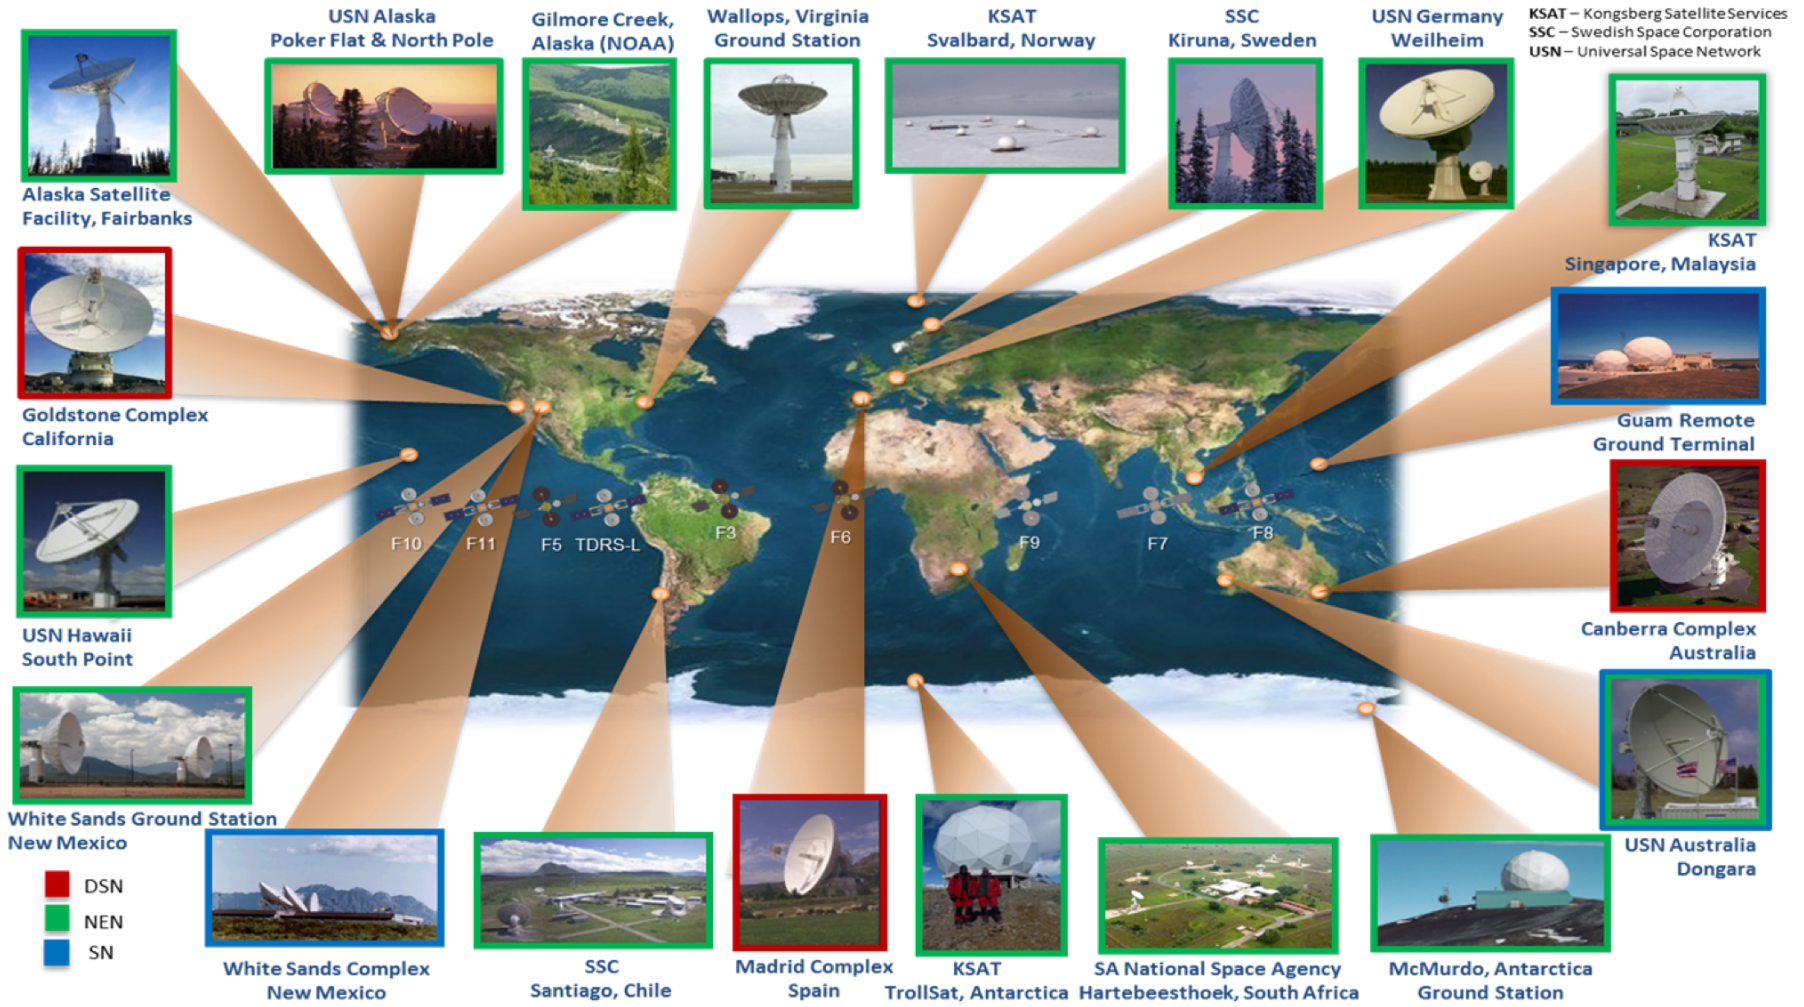 USN Alaska
Poker Flat & North Pole
Gilmore Creek,
Alaska (NOAA)
Wallops, Virginia
Ground Station
KSAT
Svalbard, Norway
SSC
Kiruna, Sweden
USN Germany
Weilheim
KSAT – Kongsberg Satellite Services
SSC – Swedish Space Corporation
USN – Universal Space Network
Alaska Satellite
Facility, Fairbanks
KSAT
Singapore, Malaysia
Goldstone Complex
California
Guam Remote
Ground Terminal
F10
F11
F5
TDRS-L
F3
F6
F9
F7
F8
USN Hawaii
South Point
Canberra Complex
Australia
White Sands Ground Station
New Mexico
USN Australia
Dongara
DSN
NEN
SN
White Sands Complex
New Mexico
SSC
Santiago, Chile
Madrid Complex
Spain
KSAT
TrollSat, Antarctica
SA National Space Agency
Hartebeesthoek, South Africa
McMurdo, Antarctica
Ground Station